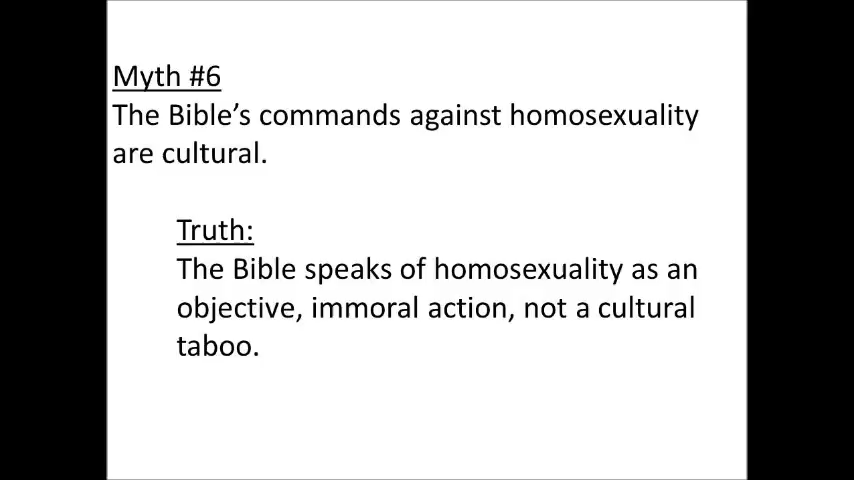 Myth #6
The Bible’s commands against homosexuality
are cultural.
Truth:
The Bible speaks of homosexuality as an
objective, immoral action, not a cultural
taboo.